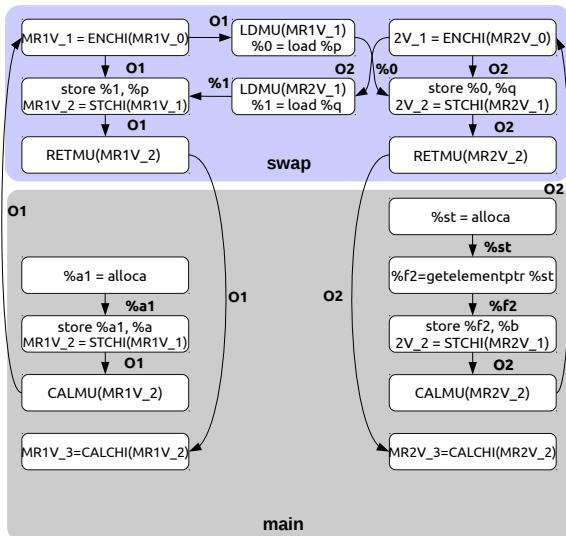 O1
MR1V_1 = ENCHI(MR1V_0)
LDMU(MR1V_1)
%0 = load %p
2V_1 = ENCHI(MR2V_0)
O1
%1
O2
%0
O2
store %1, %p
MR1V_2 = STCHI(MR1V_1)
LDMU(MR2V_1)
%1 = load %q
store %0, %q
2V_2 = STCHI(MR2V_1)
O1
O2
RETMU(MR1V_2)
swap
RETMU(MR2V_2)
O1
O2
%st = alloca
%st
%a1 = alloca
%f2=getelementptr %st
O1
O2
%a1
%f2
store %a1, %a
MR1V_2 = STCHI(MR1V_1)
store %f2, %b
2V_2 = STCHI(MR2V_1)
O1
O2
CALMU(MR1V_2)
CALMU(MR2V_2)
MR1V_3=CALCHI(MR1V_2)
MR2V_3=CALCHI(MR2V_2)
main